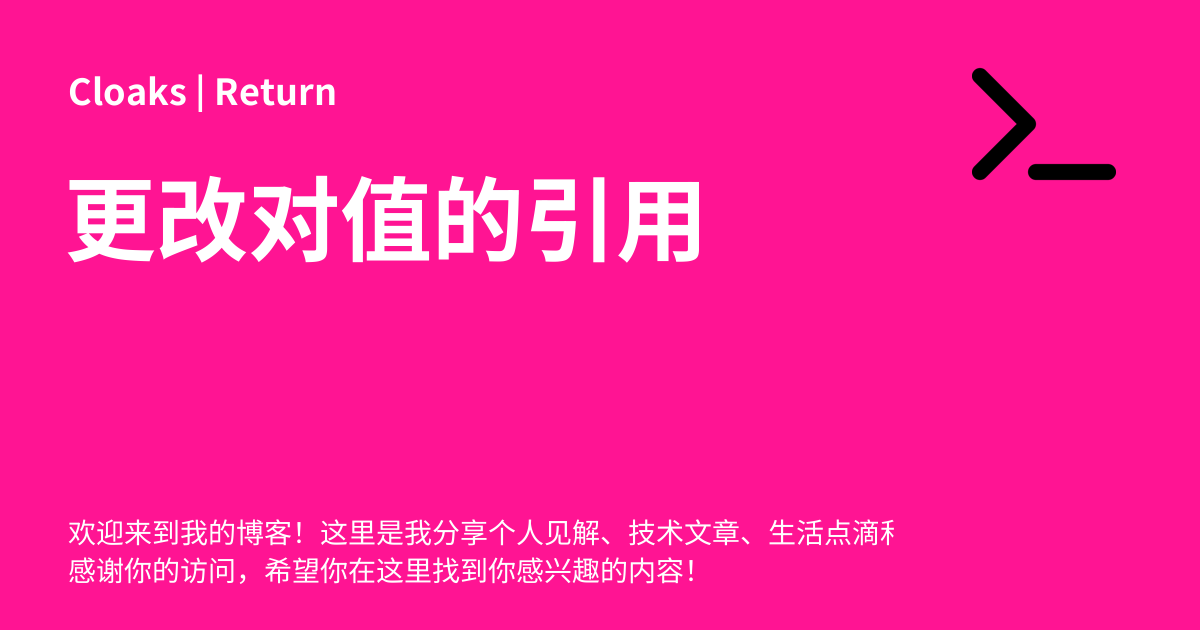 Cloaks | Return
更改对值的引用
欢迎来到我的博客！这里是我分享个人见解、技术文章、生活点滴
感谢你的访问，希望你在这里找到你感兴趣的内容！